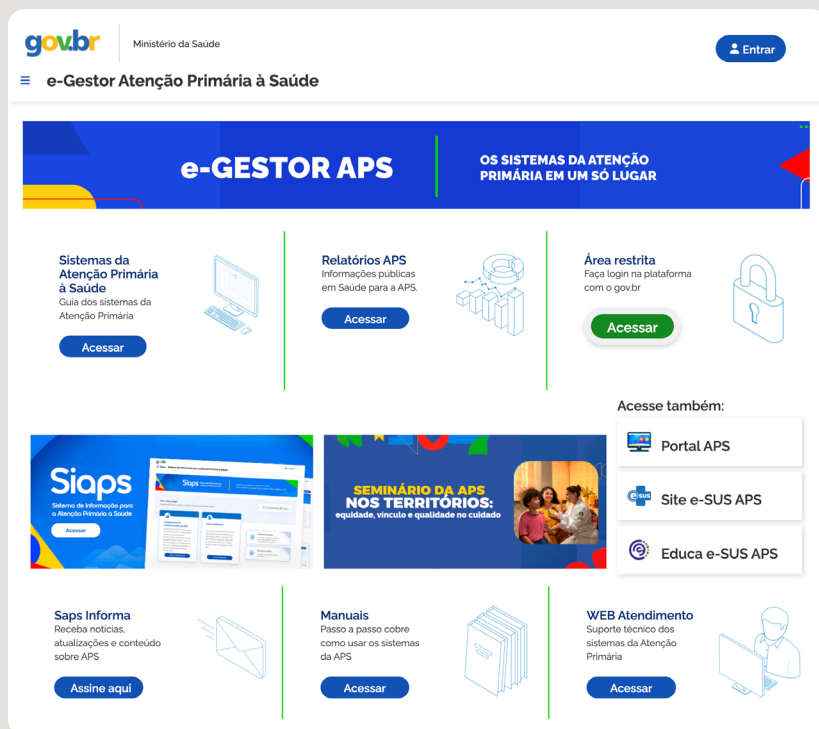 gov.br
Ministério da Saúde
Entrar
e-Gestor Atenção Primária à Saúde
e-GESTOR APS
OS SISTEMAS DA ATENÇÃO
PRIMÁRIA EM UM SÓ LUGAR
Sistemas da
Atenção Primária
à Saúde
Guia dos sistemas da
Atenção Primária
Acessar
Relatórios APS
Informações públicas
em Saúde para a APS.
Acessar
Área restrita
Faça login na plataforma
com o gov.br
Acessar
Siaps
Sistema de Informação para
a Atenção Primária à Saúde
Acessar
SEMINÁRIO DA APS
NOS TERRITÓRIOS:
equidade, vínculo e qualidade no cuidado
Acesse também:
Portal APS
e-sus
Site e-SUS APS
Educa e-SUS APS
Saps Informa
Receba notícias,
atualizações e conteúdo
sobre APS
Assine aqui
Manuais
Passo a passo cobre
como usar os sistemas
da APS
Acessar
WEB Atendimento
Suporte técnico dos
sistemas da Atenção
Primária
Acessar